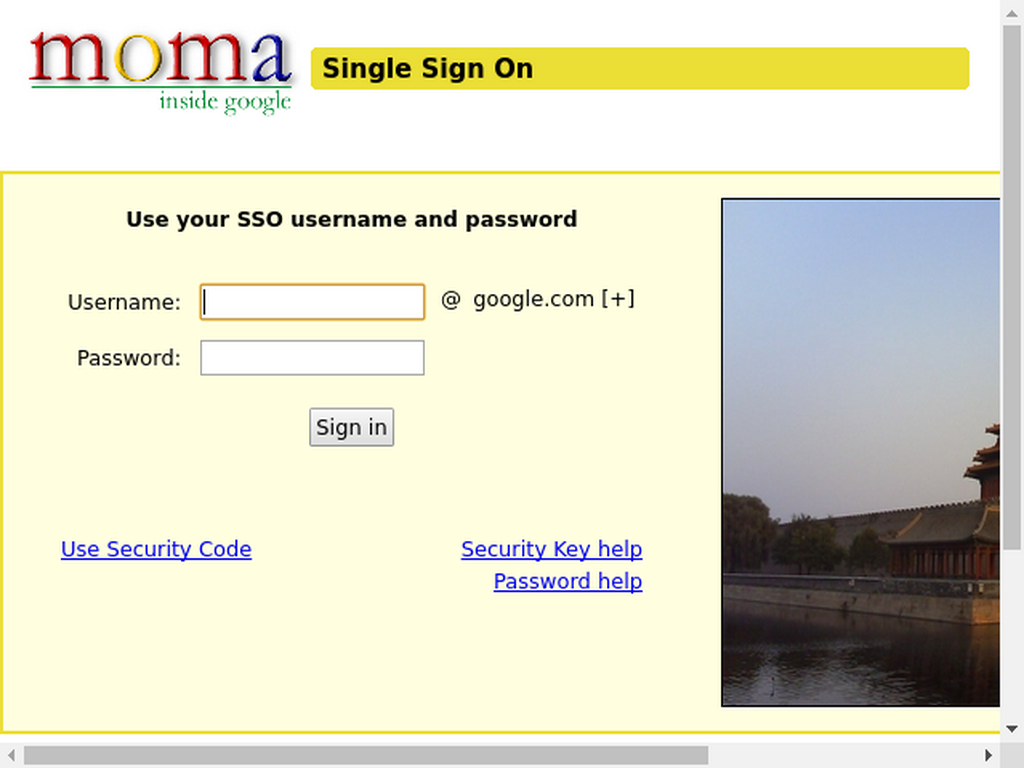 moma
inside google
Single Sign On
Use your SSO username and password
Username: @ google.com [+]
Password:
Sign in
Use Security Code
Security Key help
Password help